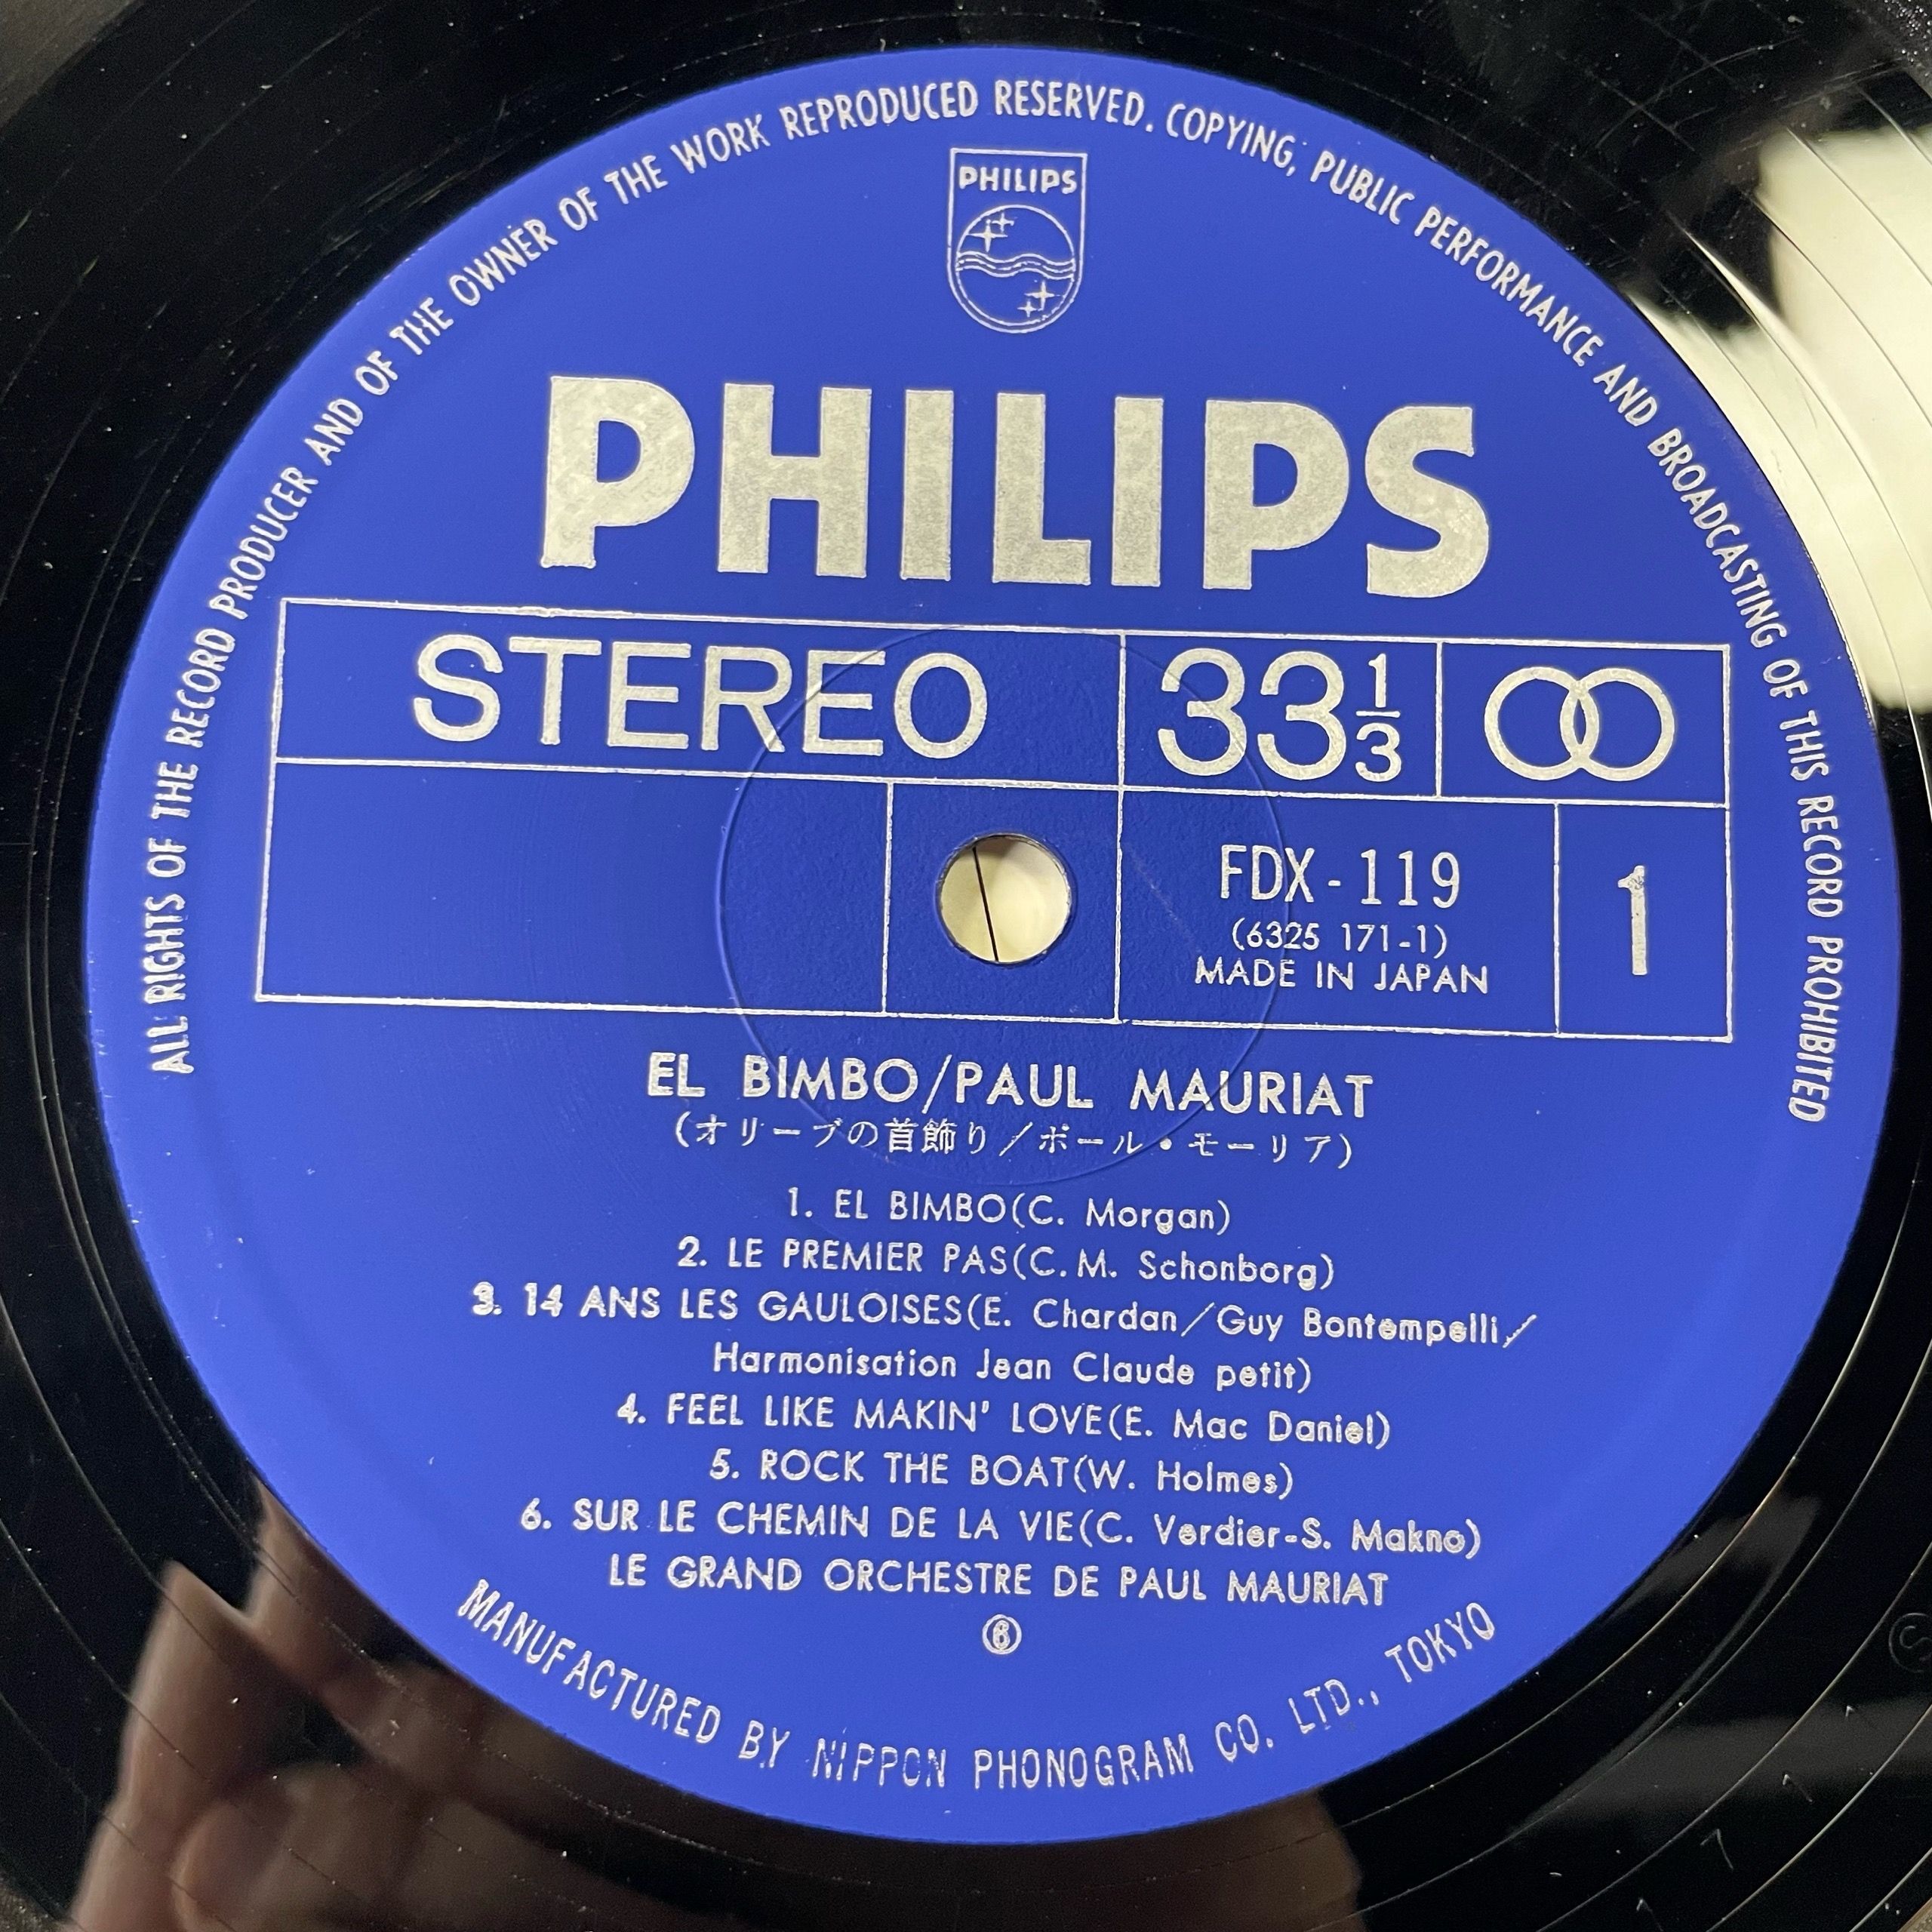 ALL RIGHTS OF THE RECORD PRODUCER AND OF THE OWNER OF THE WORK REPRODUCED RESERVED. COPYING, PUBLIC PERFORMANCE AND BROADCASTING OF THIS RECORD PROHIBITED
PHILIPS
PHILIPS
STEREO 33 1/3
FDX-119 1
(6325 171-1)
MADE IN JAPAN
EL BIMBO/PAUL MAURIAT
(オリーブの首飾り/ポール・モーリア)
1. EL BIMBO(C. Morgan)
2. LE PREMIER PAS(C. M. Schonborg)
3. 14 ANS LES GAULOISES(E. Chardan/Guy Bontempelli/
Harmonisation Jean Claude petit)
4. FEEL LIKE MAKIN' LOVE(E. Mac Daniel)
5. ROCK THE BOAT(W. Holmes)
6. SUR LE CHEMIN DE LA VIE(C. Verdier-S. Makno)
LE GRAND ORCHESTRE DE PAUL MAURIAT
MANUFACTURED BY NIPPON PHONOGRAM CO. LTD., TOKYO